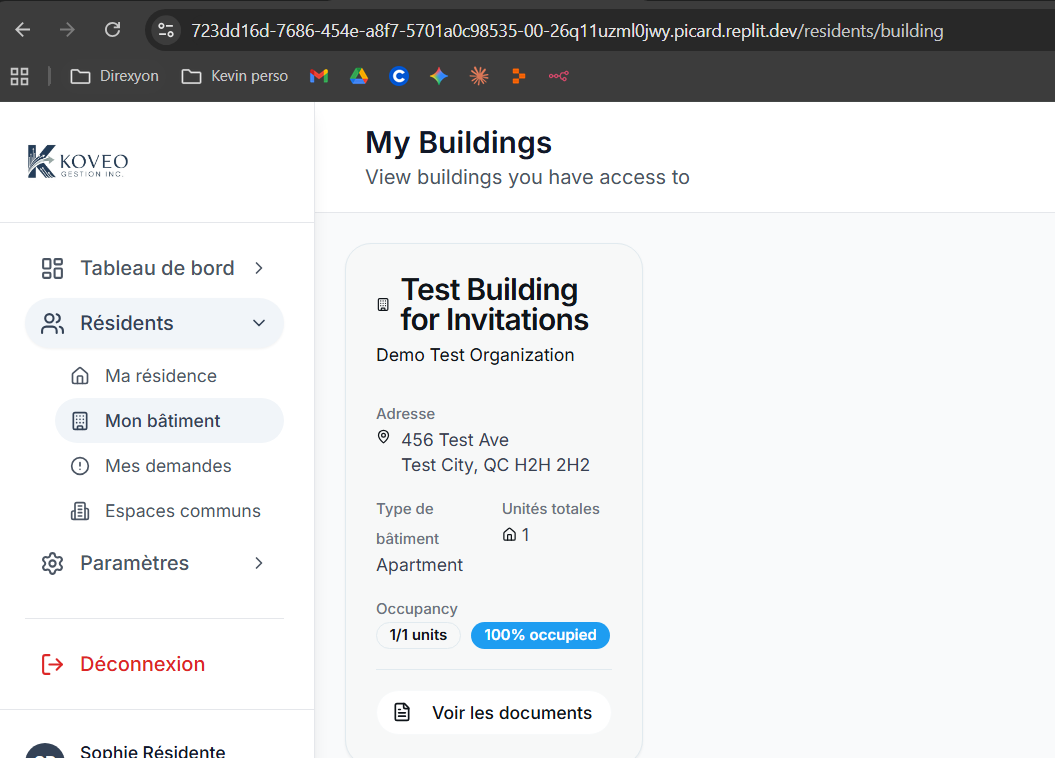 723dd16d-7686-454e-a8f7-5701a0c98535-00-26q11uzml0jwy.picard.replit.dev/residents/building
Direxyon
Kevin perso
KOVEO
GESTION INC.
Tableau de bord
Résidents
Ma résidence
Mon bâtiment
Mes demandes
Espaces communs
Paramètres
Déconnexion
Sophie Résidente
My Buildings
View buildings you have access to
Test Building
for Invitations
Demo Test Organization
Adresse
456 Test Ave
Test City, QC H2H 2H2
Type de
bâtiment
Apartment
Unités totales
1
Occupancy
1/1 units
100% occupied
Voir les documents